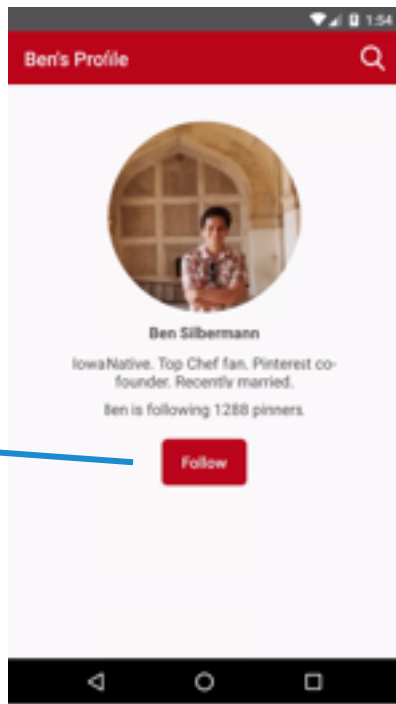 1:54
Ben's Profile
Ben Silbermann
IowaNative. Top Chef fan. Pinterest co-
founder. Recently married.
Ben is following 1288 pinners.
Follow